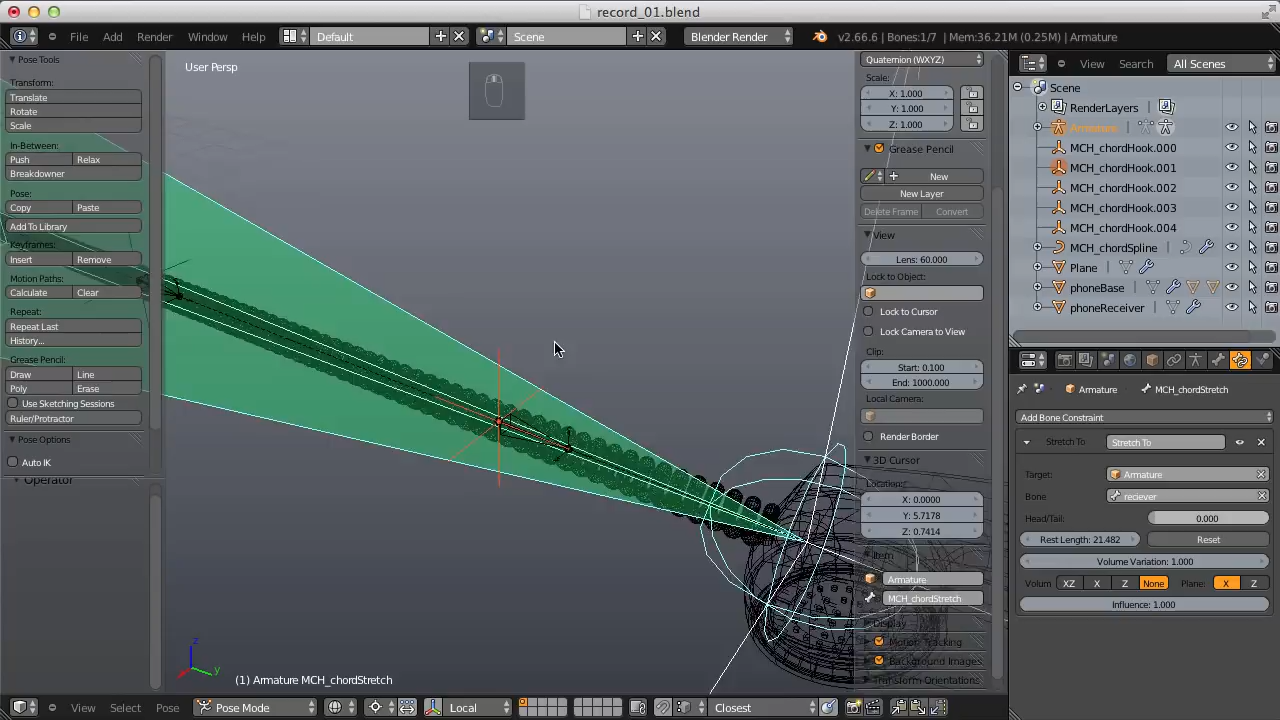 record_01.blend
File Add Render Window Help Default Scene Blender Render v2.66.6 | Bones:1/7 | Mem:36.21M (0.25M) | Armature
Pose Tools
Transform:
Translate
Rotate
Scale
In-Between:
Push Relax
Breakdowner
Pose:
Copy Paste
Add To Library
Keyframes:
Insert Remove
Motion Paths:
Calculate Clear
Repeat:
Repeat Last
History...
Grease Pencil:
Draw Line
Poly Erase
Use Sketching Sessions
Ruler/Protractor
Pose Options
Auto IK
Operator
User Persp
(1) Armature MCH_chordStretch
Quaternion (WXYZ)
Scale:
X: 1.000
Y: 1.000
Z: 1.000
Grease Pencil
New
New Layer
Delete Frame Convert
View
Lens: 60.000
Lock to Object:
Lock to Cursor
Lock Camera to View
Clip:
Start: 0.100
End: 1000.000
Local Camera:
Render Border
3D Cursor
Location:
X: 0.0000
Y: 5.7178
Z: 0.7414
Item
Armature
MCH_chordStretch
Display
Motion Tracking
Background Images
Transform Orientations
View Search All Scenes
Scene
RenderLayers
Armature
MCH_chordHook.000
MCH_chordHook.001
MCH_chordHook.002
MCH_chordHook.003
MCH_chordHook.004
MCH_chordSpline
Plane
phoneBase
phoneReceiver
Armature MCH_chordStretch
Add Bone Constraint
Stretch To Stretch To
Target: Armature
Bone: reciever
Head/Tail: 0.000
Rest Length: 21.482 Reset
Volume Variation: 1.000
Volum XZ X Z None Plane: X Z
Influence: 1.000
View Select Pose Pose Mode Local Closest